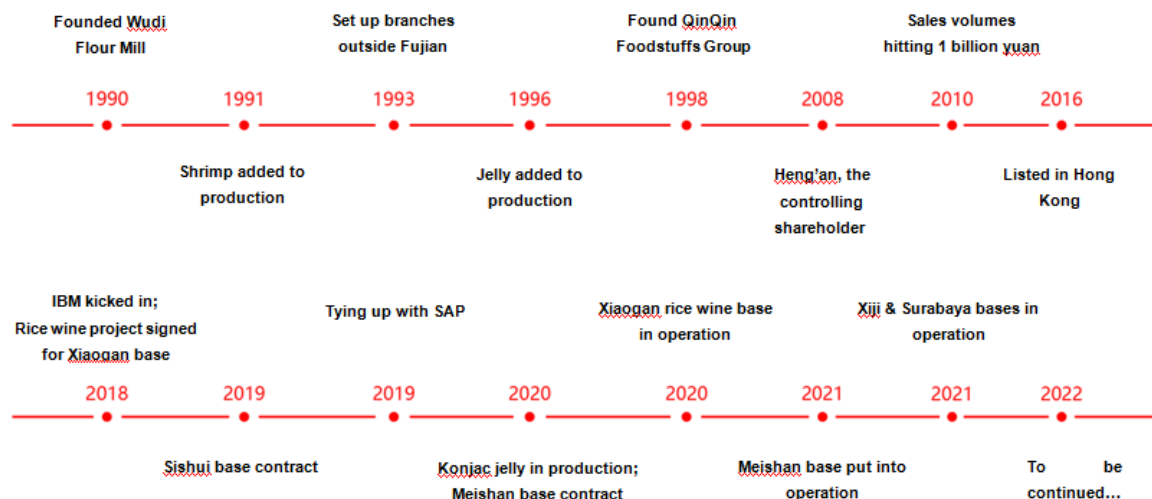 Founded Wudi
Flour Mill
Set up branches
outside Fujian
Found QinQin
Foodstuffs Group
Sales volumes
hitting 1 billion yuan
1990
1991
1993
1996
1998
2008
2010
2016
Shrimp added to
production
Jelly added to
production
Heng'an, the
controlling
shareholder
Listed in Hong
Kong
IBM kicked in;
Rice wine project signed
for Xiaogan base
Tying up with SAP
Xiaogan rice wine base
in operation
Xiji & Surabaya bases in
operation
2018
2019
2019
2020
2020
2021
2021
2022
Sishui base contract
Konjac jelly in production;
Meishan base contract
Meishan base put into
operation
To be
continued...